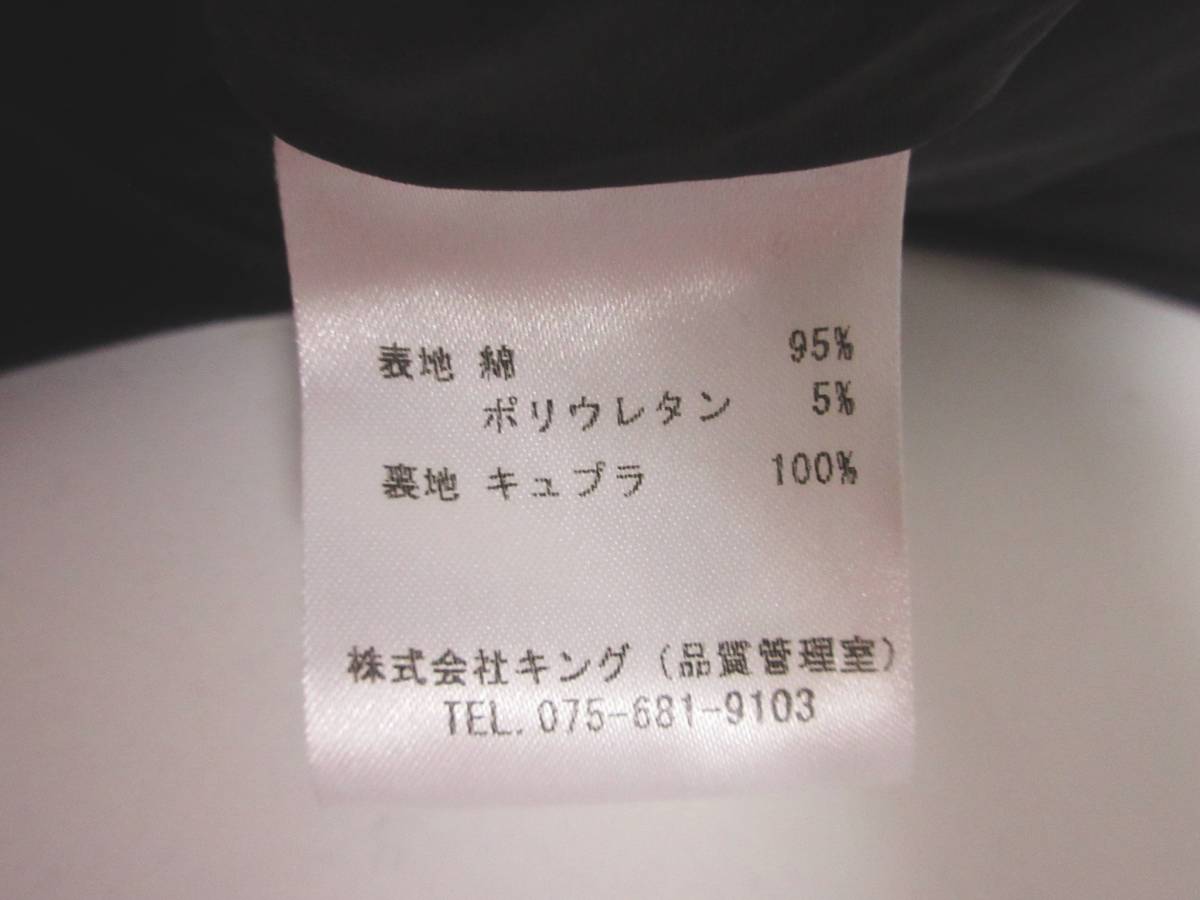 表地 綿 95%
ポリウレタン 5%
裏地 キュプラ 100%
株式会社キング(品質管理室)
TEL. 075-681-9103